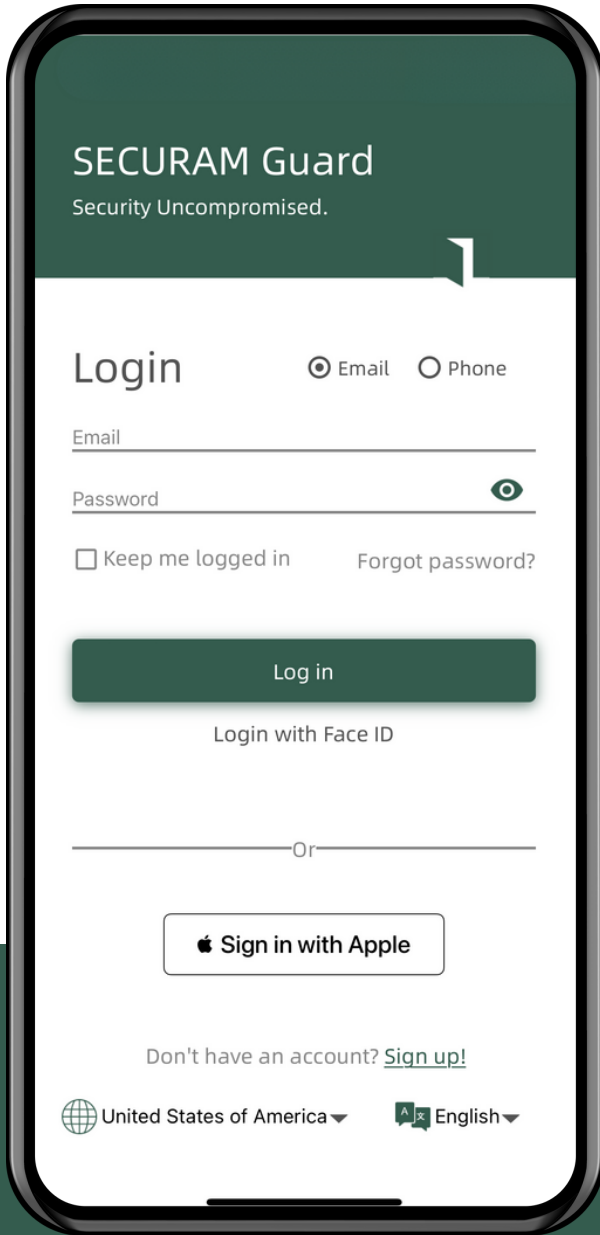 SECURAM Guard
Security Uncompromised.
Login Email Phone
Email
Password
Keep me logged in Forgot password?
Log in
Login with Face ID
Or
Sign in with Apple
Don't have an account? Sign up!
United States of America A 文 English